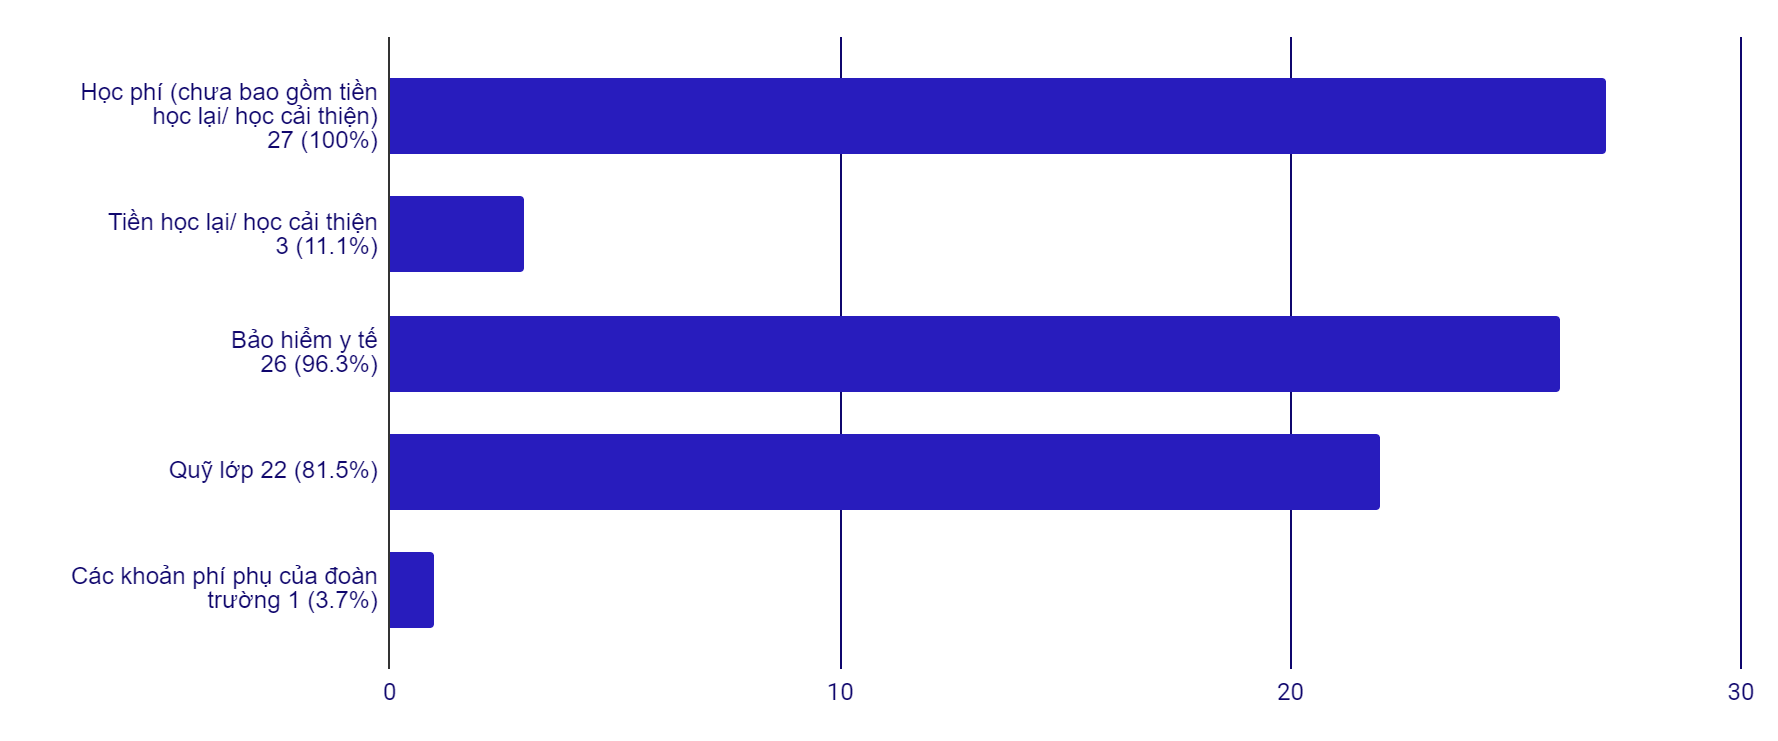 Học phí (chưa bao gồm tiền
học lại/ học cải thiện)
27 (100%)
Tiền học lại/ học cải thiện
3 (11.1%)
Bảo hiểm y tế
26 (96.3%)
Quỹ lớp 22 (81.5%)
Các khoản phí phụ của đoàn
trường 1 (3.7%)
0 10 20 30